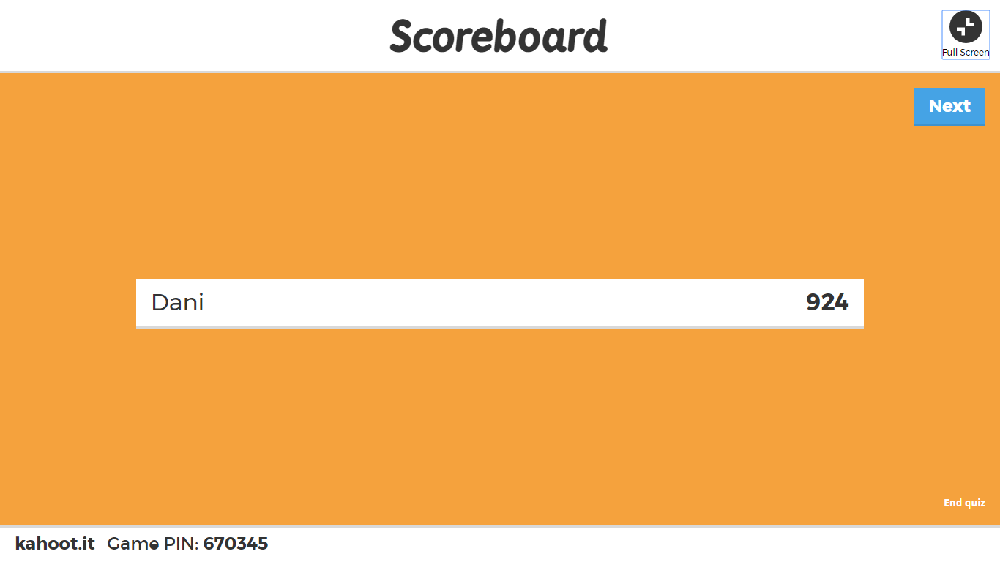 Scoreboard
Full Screen
Next
Dani 924
End quiz
kahoot.it Game PIN: 670345